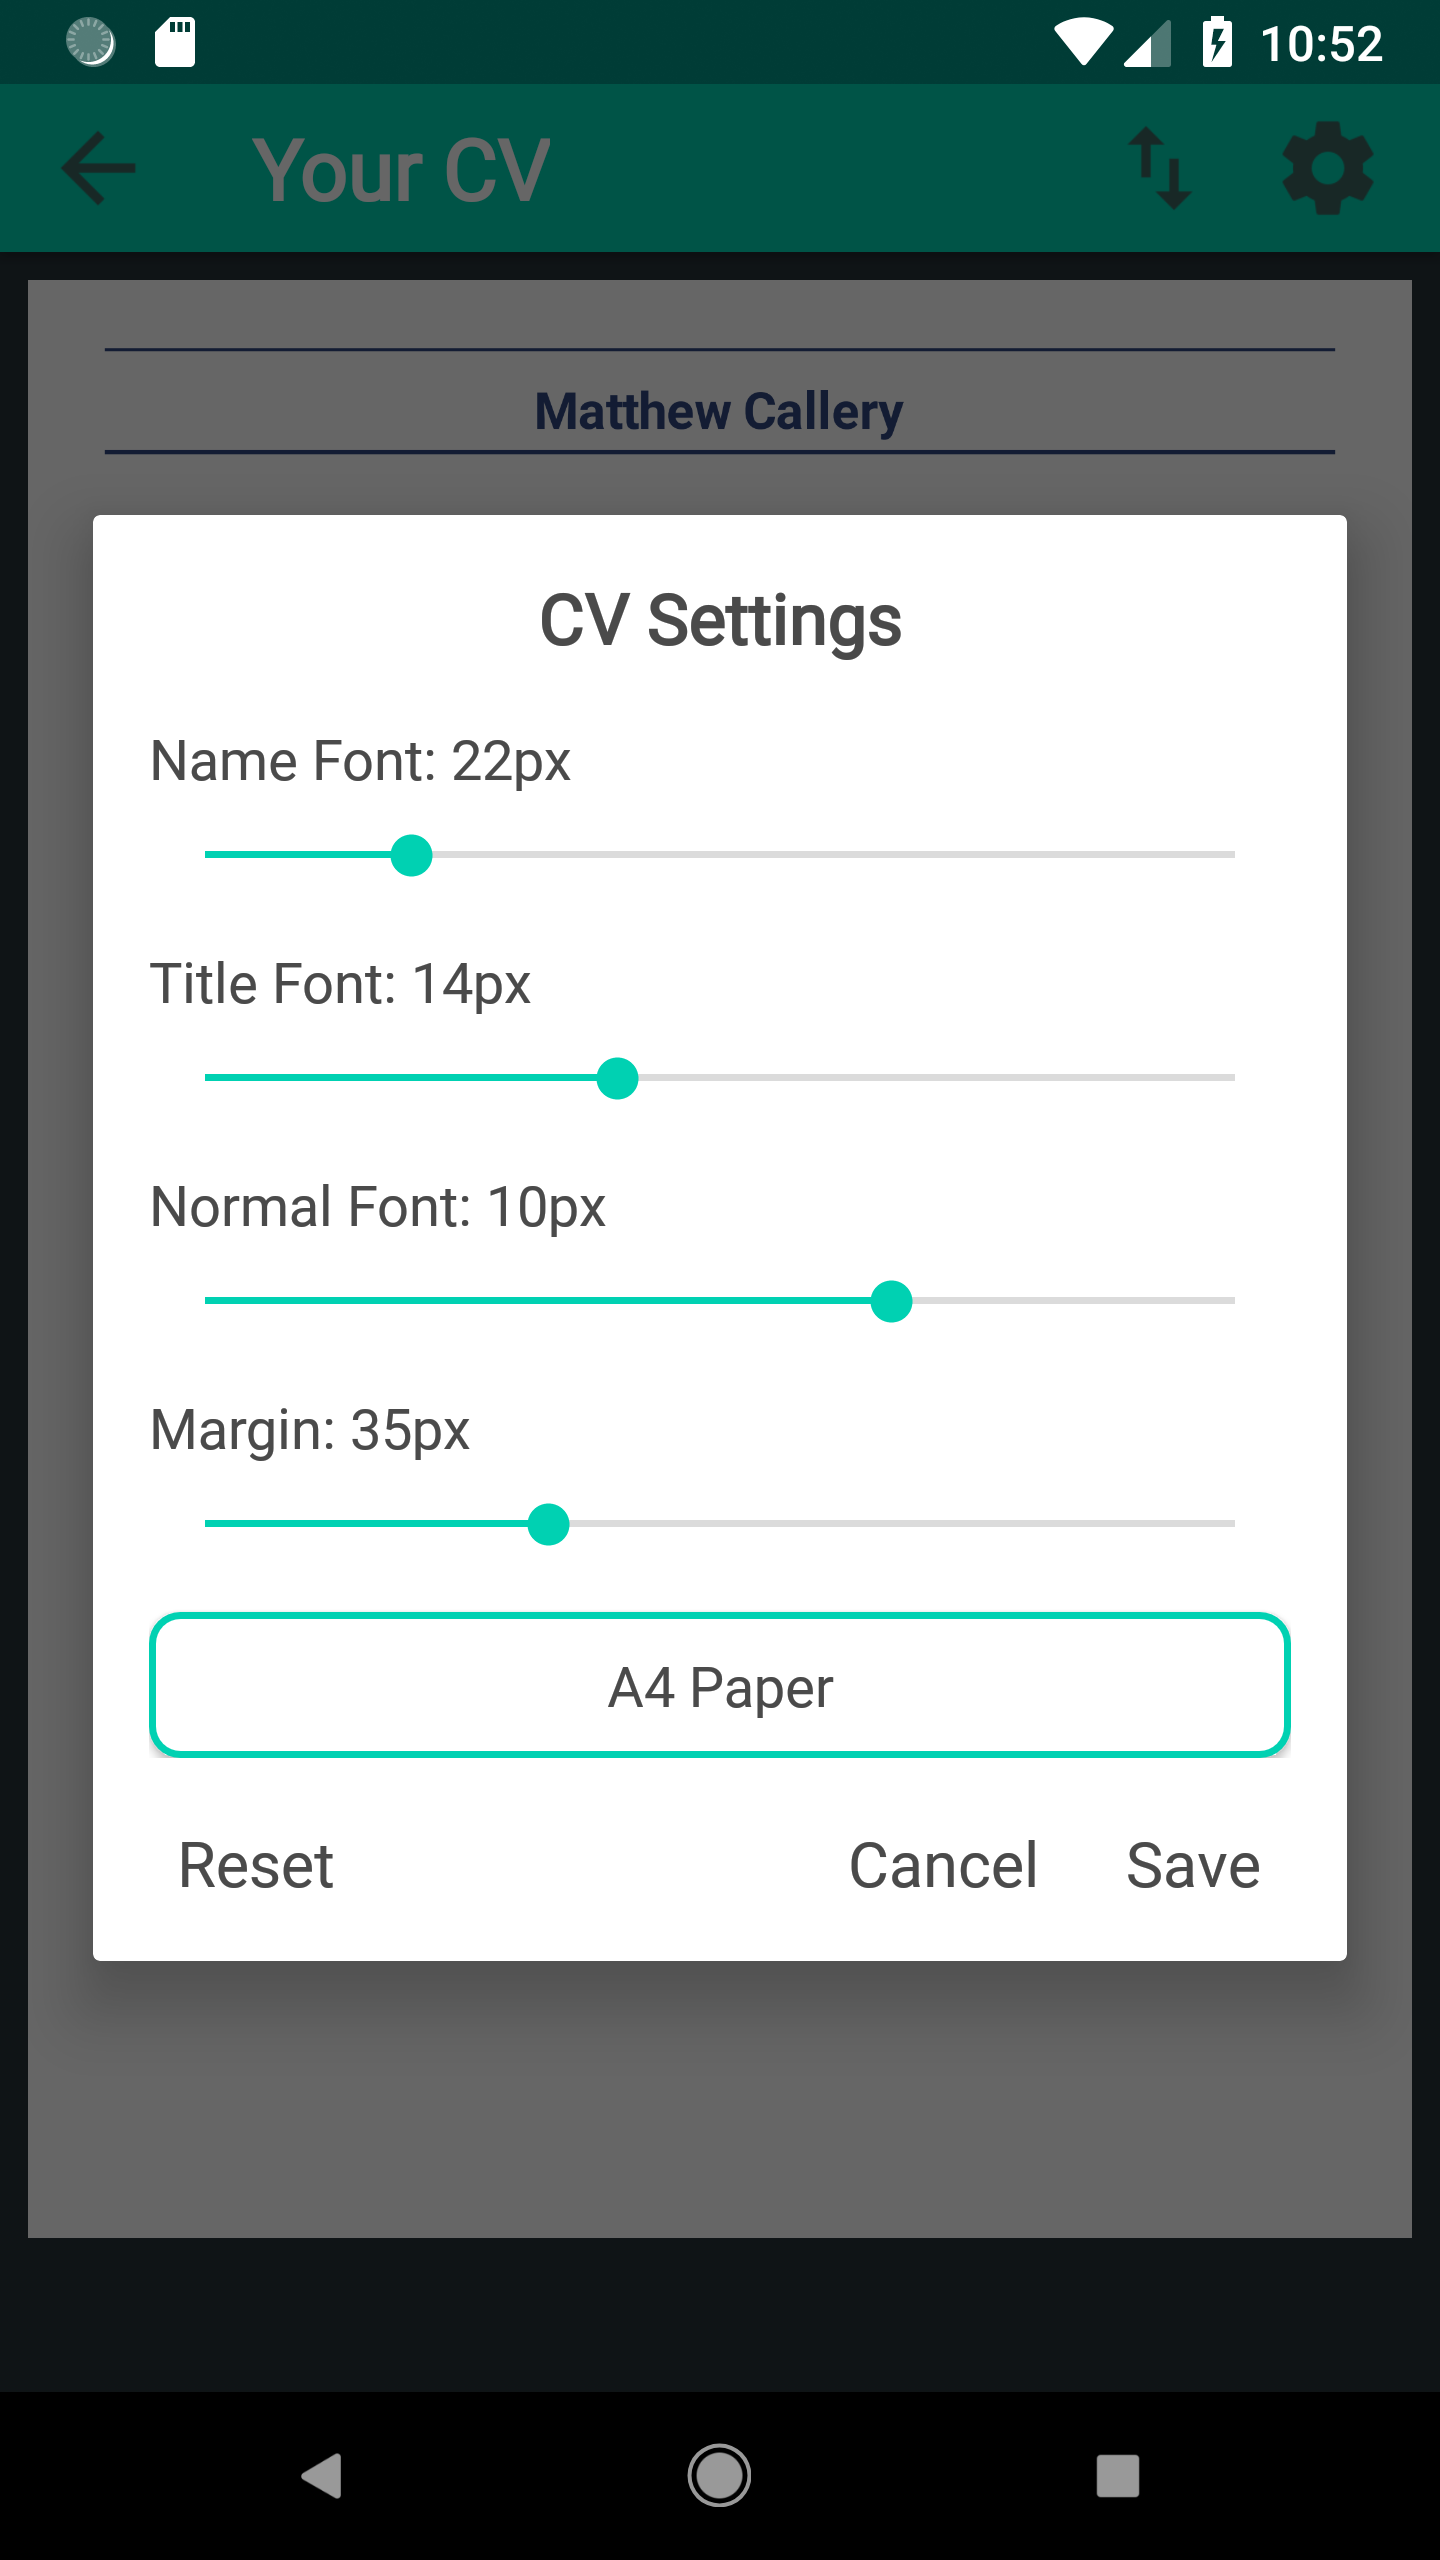 10:52
Your CV
Matthew Callery
CV Settings
Name Font: 22px
Title Font: 14px
Normal Font: 10px
Margin: 35px
A4 Paper
Reset Cancel Save